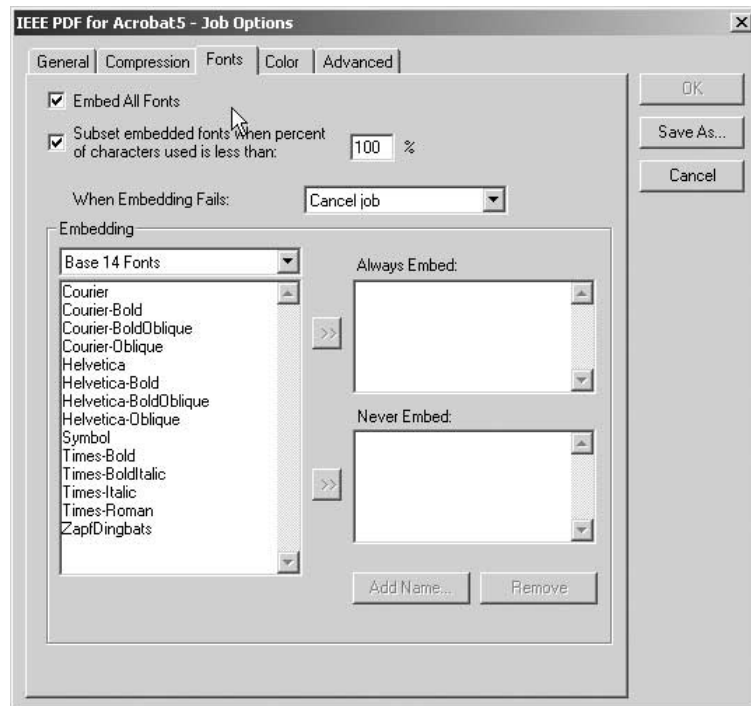 IEEE PDF for Acrobat5 - Job Options
General Compression Fonts Color Advanced
Embed All Fonts
OK
Subset embedded fonts when percent
of characters used is less than: 100 %
Save As...
Cancel
When Embedding Fails: Cancel job
Embedding
Base 14 Fonts
Always Embed:
Courier
Courier-Bold
Courier-BoldOblique
Courier-Oblique
Helvetica
Helvetica-Bold
Helvetica-BoldOblique
Helvetica-Oblique
Symbol
Times-Bold
Times-BoldItalic
Times-Italic
Times-Roman
ZapfDingbats
>>
Never Embed:
>>
Add Name... Remove